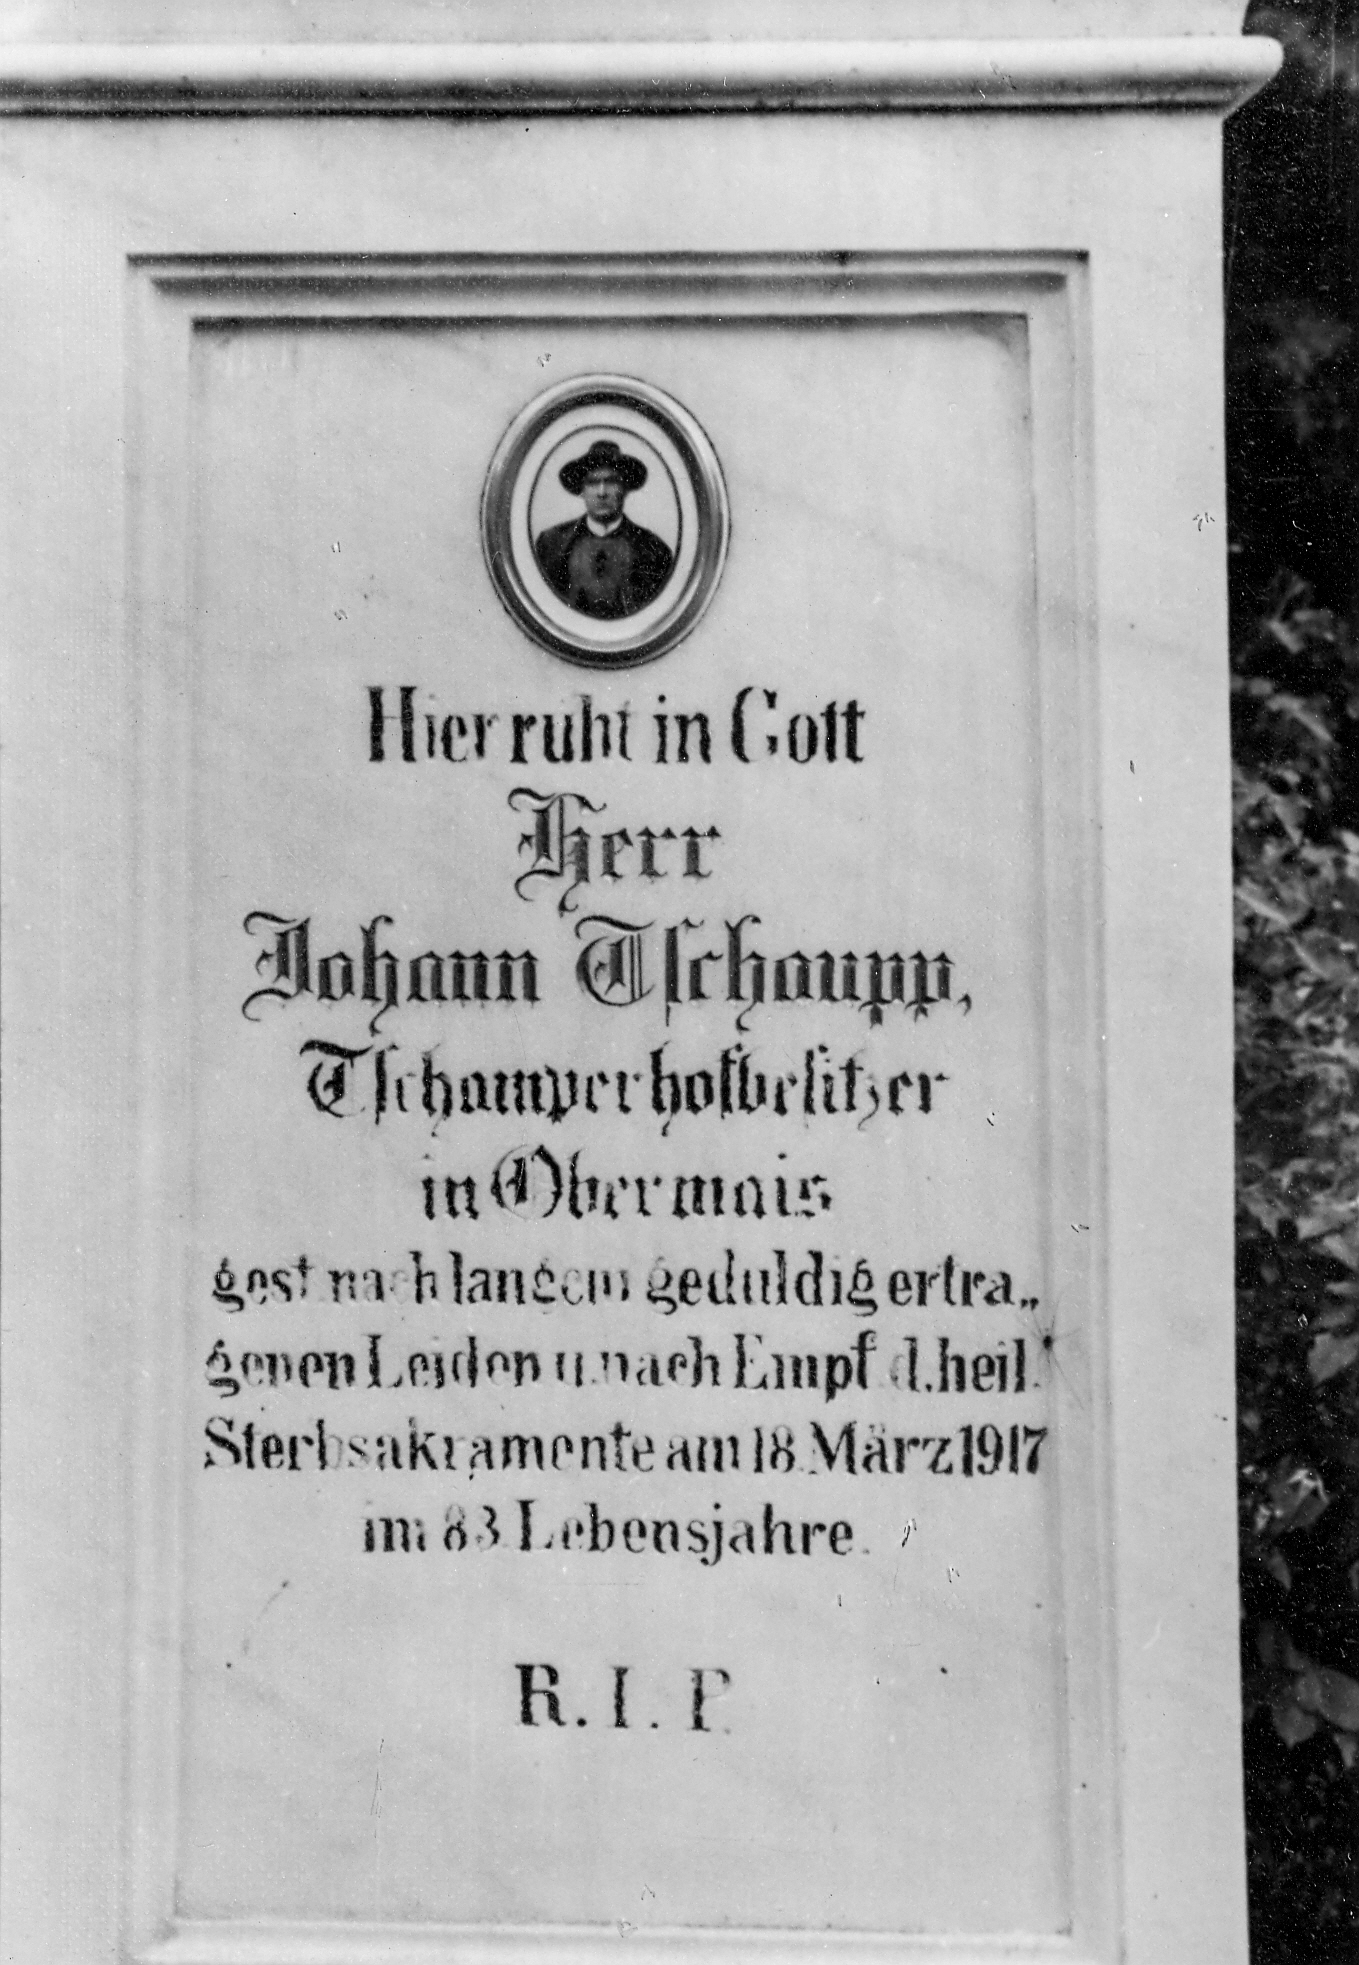 Hier ruht in Gott
Herr
Johann Tschaupp,
Tschamperhofbesitzer
in Obermais
gest nach langem geduldig ertra„
genen Leiden u. nach Empf d. heil.
Sterbsakramente am 18. März 1917
im 83 Lebensjahre.
R. I. P.